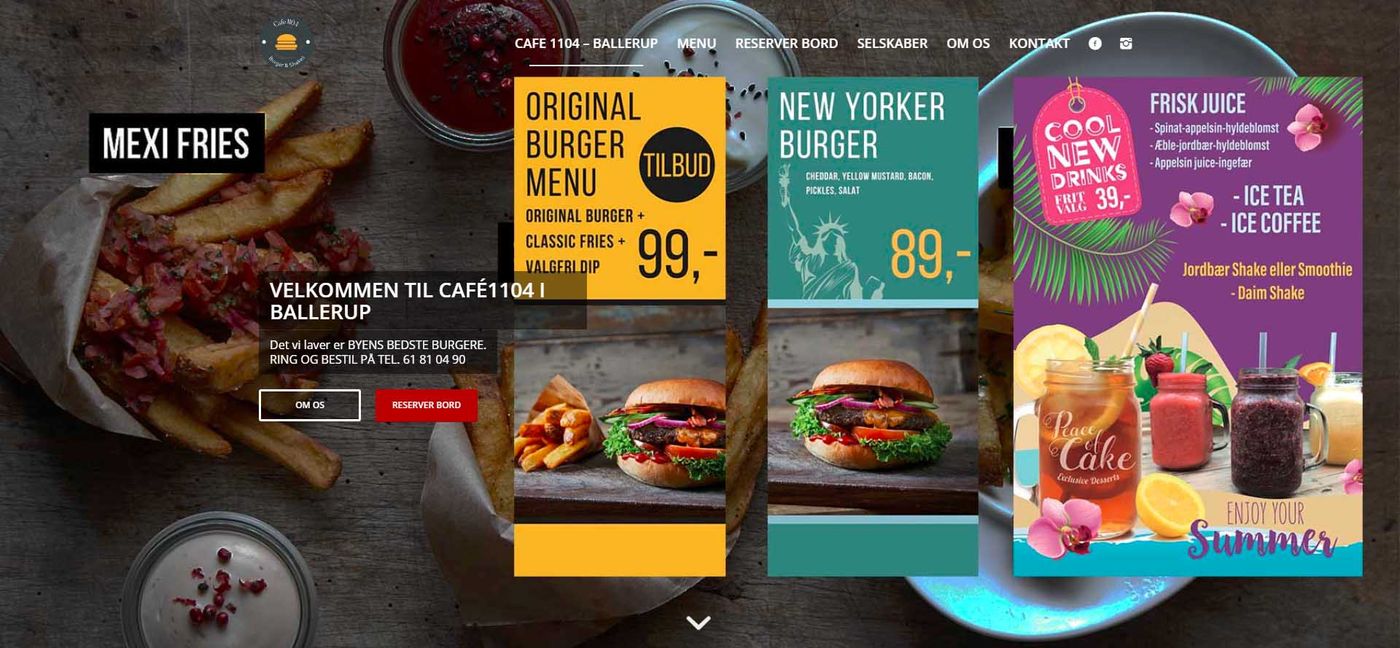 Cafe 1104
Burger & Shakes
CAFE 1104 – BALLERUP
MENU
RESERVER BORD
SELSKABER
OM OS
KONTAKT
MEXI FRIES
VELKOMMEN TIL CAFÉ1104 I
BALLERUP
Det vi laver er BYENS BEDSTE BURGERE.
RING OG BESTIL PÅ TEL. 61 81 04 90
OM OS
RESERVER BORD
ORIGINAL
BURGER
MENU
TILBUD
ORIGINAL BURGER +
CLASSIC FRIES +
VALGFRI DIP
99,-
NEW YORKER
BURGER
CHEDDAR, YELLOW MUSTARD, BACON,
PICKLES, SALAT
89,-
COOL
NEW
DRINKS
FRIT
VALG
39,-
FRISK JUICE
- Spinat-appelsin-hyldeblomst
- Æble-jordbær-hyldeblomst
- Appelsin juice-ingefær
- ICE TEA
- ICE COFFEE
Jordbær Shake eller Smoothie
- Daim Shake
Peace
of
Cake
Exclusive Desserts
ENJOY YOUR
Summer